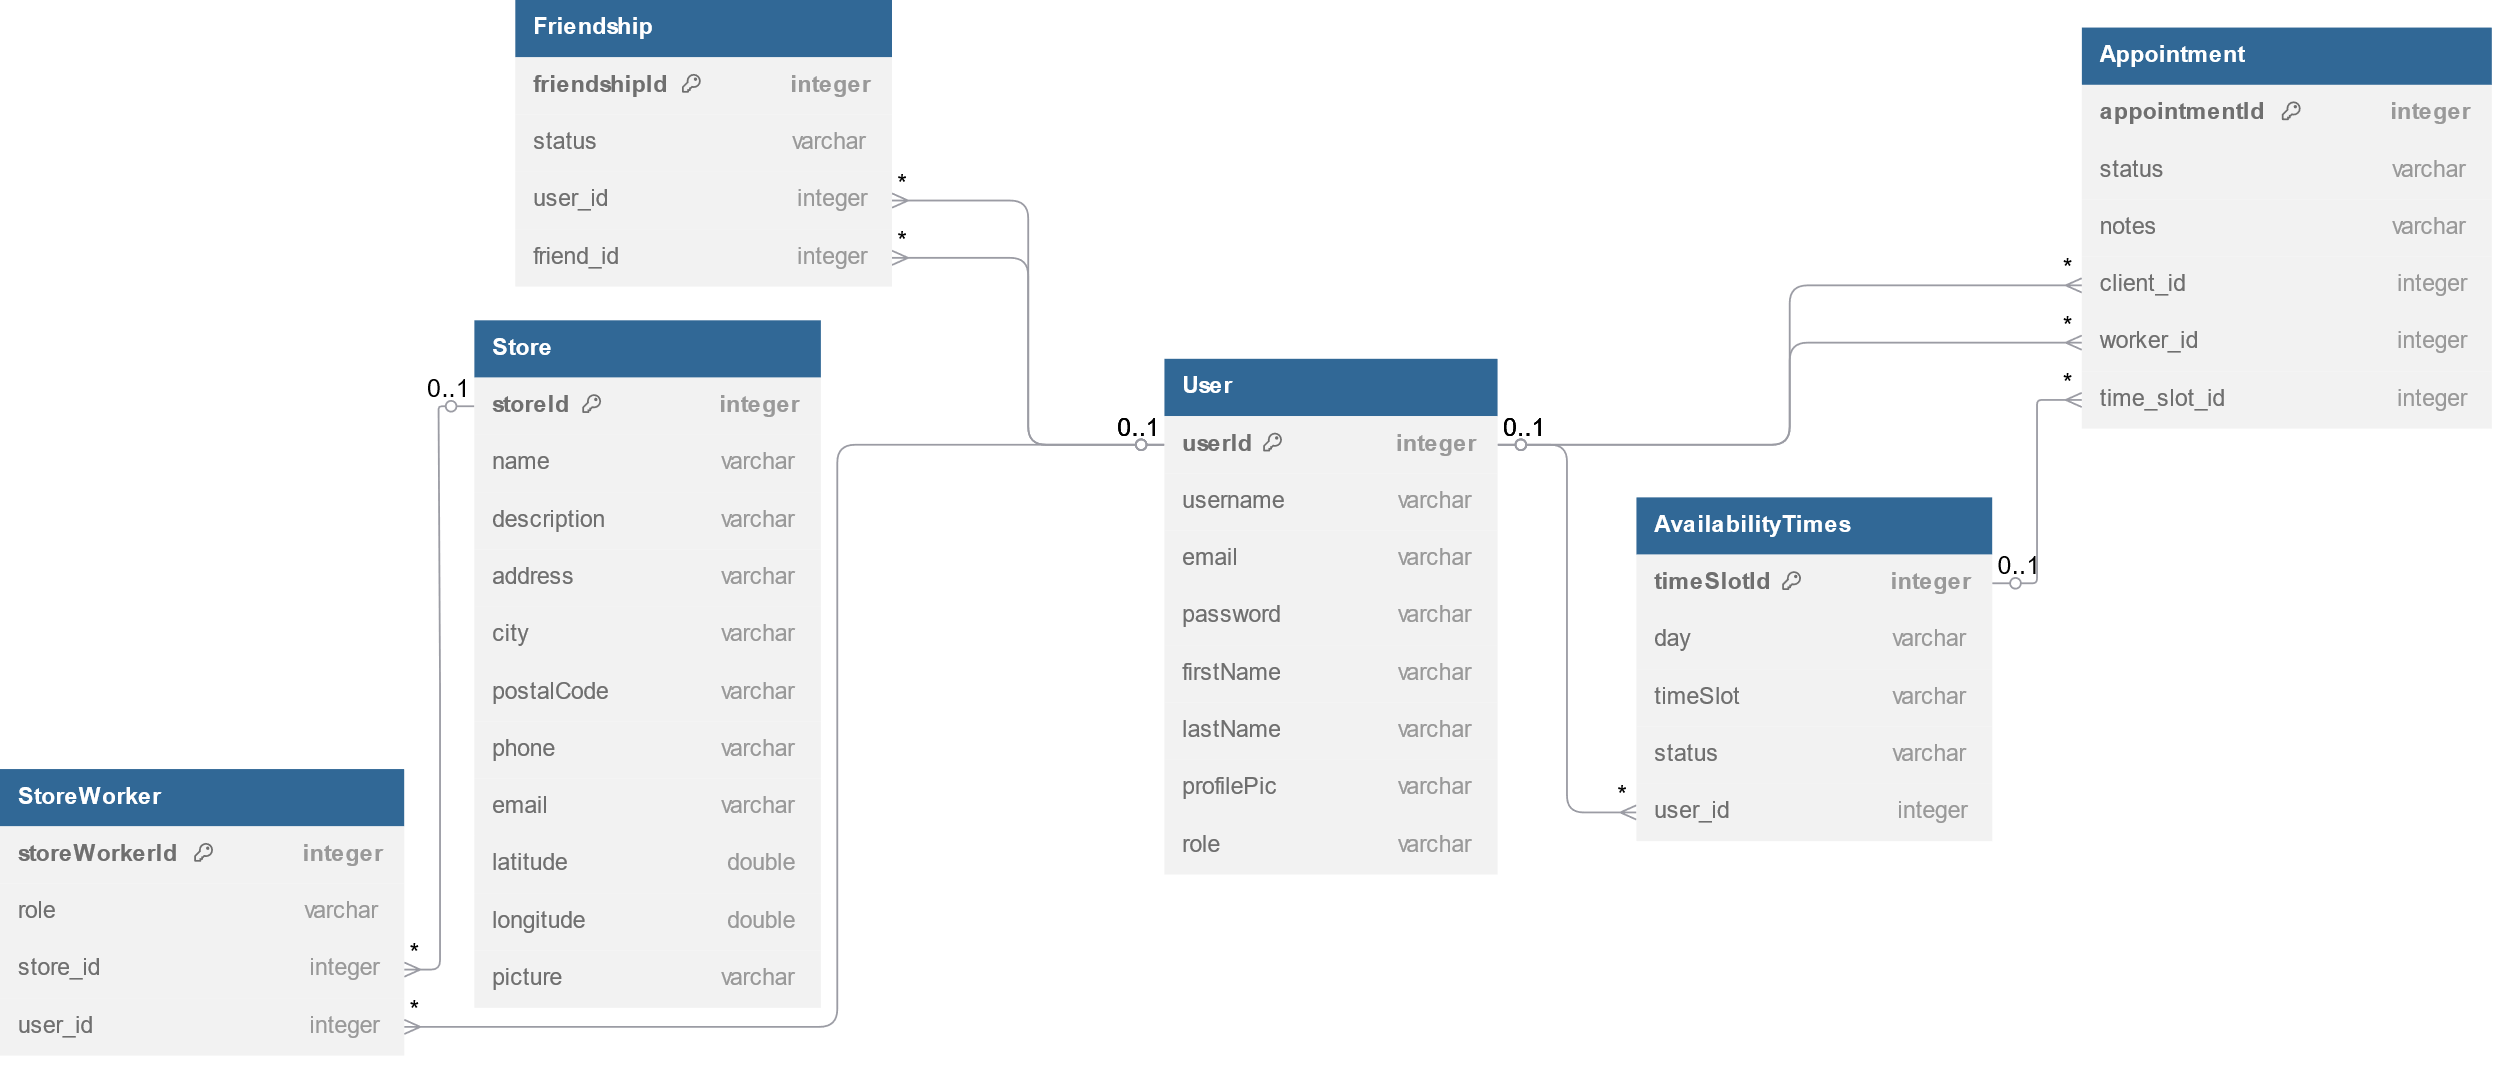 Friendship
friendshipId integer
status varchar
user_id integer
*
friend_id integer
*
Store
0..1
storeId integer
name varchar
description varchar
address varchar
city varchar
postalCode varchar
phone varchar
email varchar
latitude double
longitude double
picture varchar
StoreWorker
storeWorkerId integer
role varchar
store_id integer
*
user_id integer
*
User
0..1
0..1
userId integer
username varchar
email varchar
password varchar
firstName varchar
lastName varchar
profilePic varchar
role varchar
AvailabilityTimes
0..1
timeSlotId integer
day varchar
timeSlot varchar
status varchar
*
user_id integer
Appointment
appointmentId integer
status varchar
notes varchar
*
client_id integer
*
worker_id integer
*
time_slot_id integer